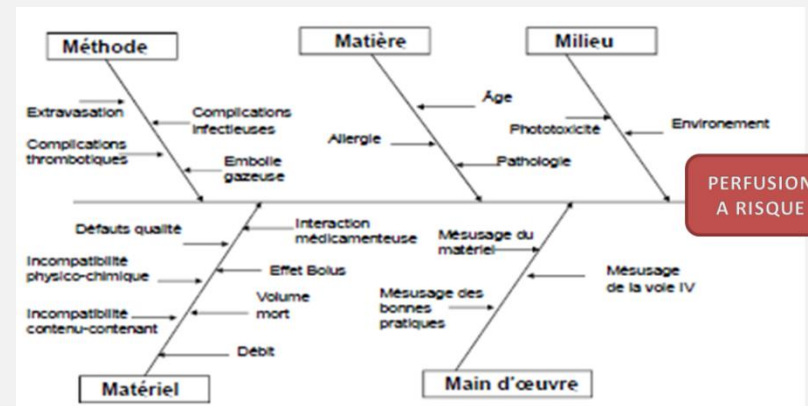 Méthode
Matière
Milieu
Extravasation
Complications
infectieuses
Complications
thrombotiques
Embolie
gazeuse
Âge
Allergie
Pathologie
Phototoxicité
Environement
PERFUSION
A RISQUE
Défauts qualité
Interaction
médicamenteuse
Incompatibilité
physico-chimique
Effet Bolus
Incompatibilité
contenu-contenant
Volume
mort
Débit
Mésusage du
matériel
Mésusage
de la voie IV
Mésusage des
bonnes
pratiques
Matériel
Main d'œuvre